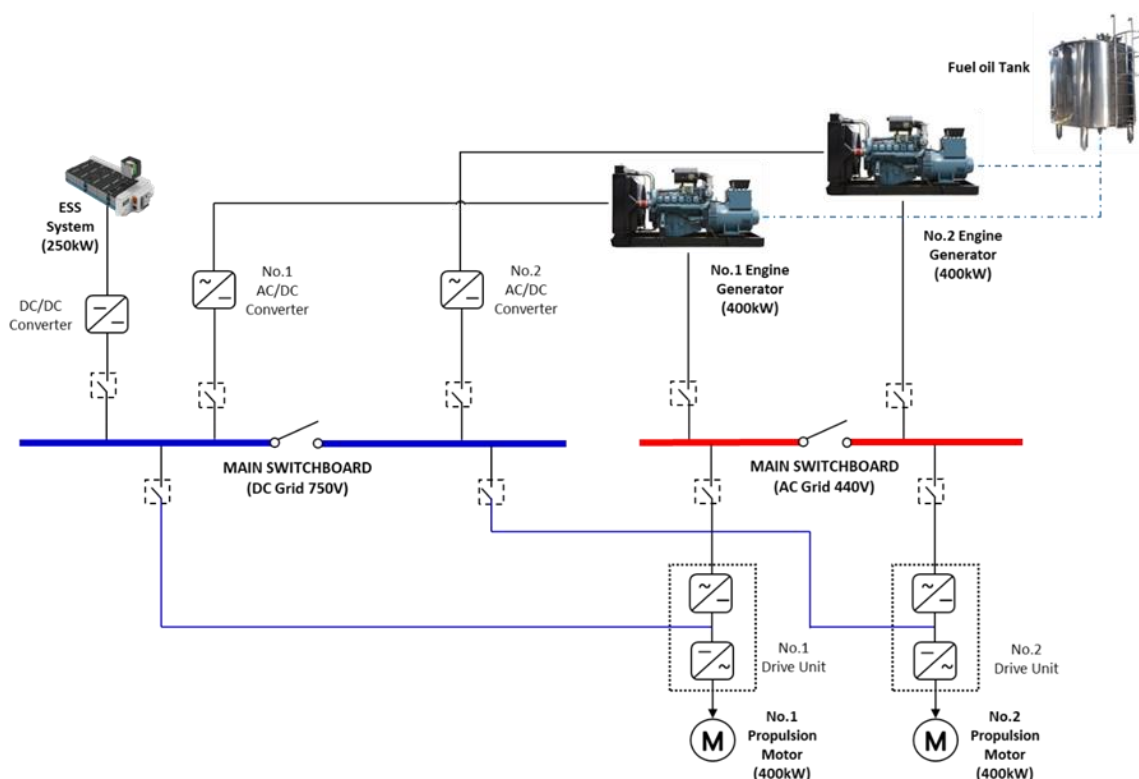 Fuel oil Tank
ESS
System
(250kW)
No.2 Engine
Generator
(400kW)
No.1 Engine
Generator
(400kW)
DC/DC
Converter
No.1
AC/DC
Converter
No.2
AC/DC
Converter
MAIN SWITCHBOARD
(DC Grid 750V)
MAIN SWITCHBOARD
(AC Grid 440V)
No.1
Drive Unit
No.2
Drive Unit
M
No.1
Propulsion
Motor
(400kW)
M
No.2
Propulsion
Motor
(400kW)